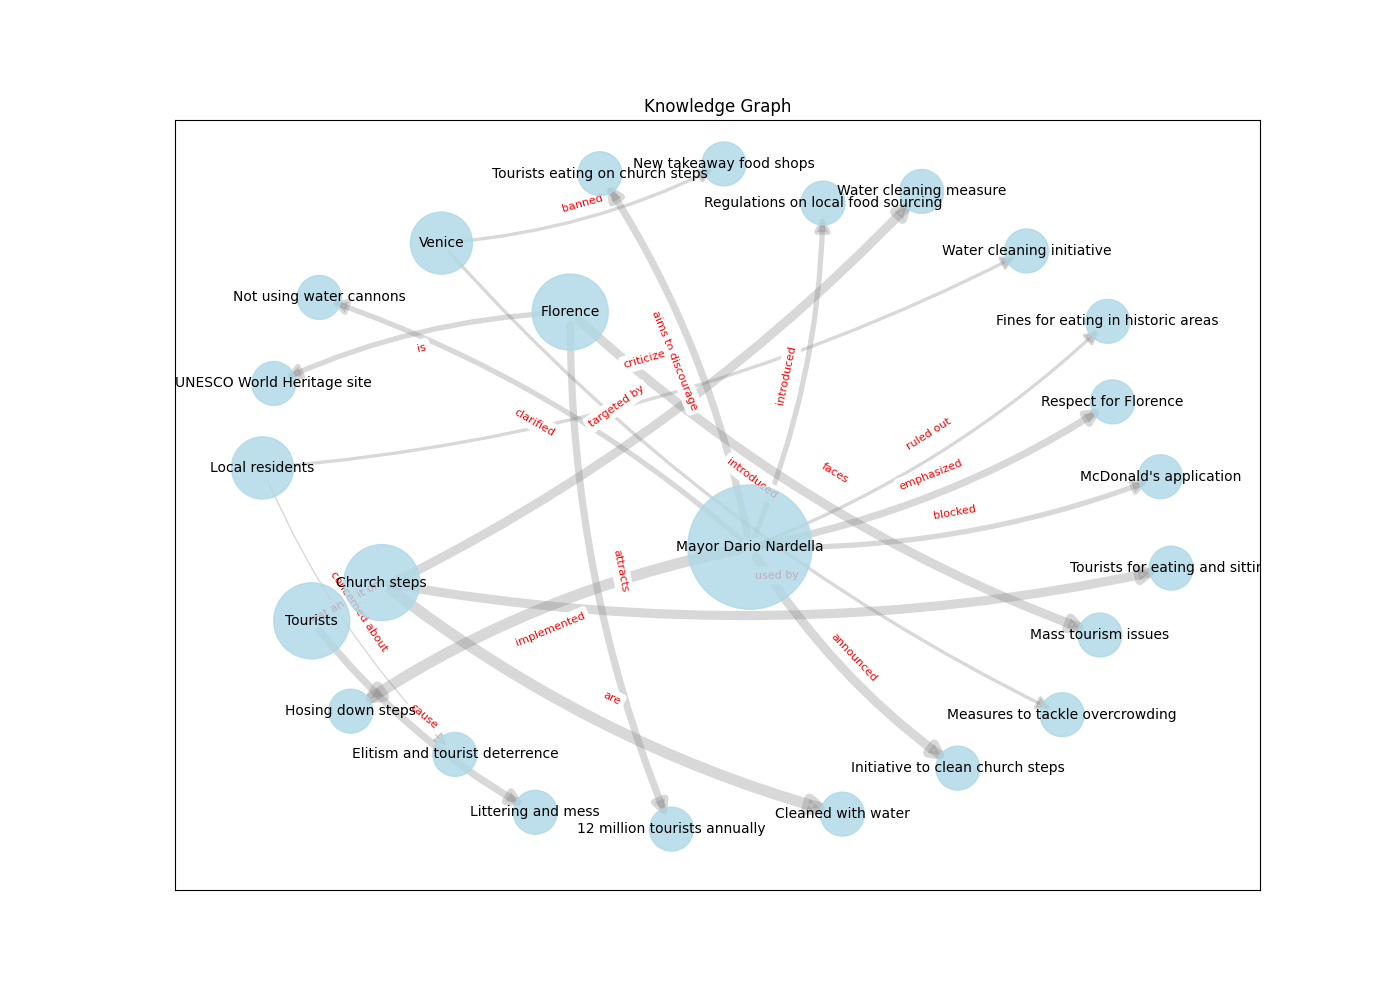 Knowledge Graph
New takeaway food shops
Tourists eating on church steps
Water cleaning measure
Regulations on local food sourcing
banned
Venice
Water cleaning initiative
Not using water cannons
Florence
Fines for eating in historic areas
is
criticize
aims to discourage
introduced
UNESCO World Heritage site
targeted by
Respect for Florence
clarified
ruled out
Local residents
introduced
faces
emphasized
McDonald's application
blocked
Mayor Dario Nardella
attracts
used by
Tourists for eating and sittin
Church steps
concerned about
Tourists
implemented
Mass tourism issues
announced
are
Hosing down steps
cause
Measures to tackle overcrowding
Elitism and tourist deterrence
Initiative to clean church steps
Littering and mess
Cleaned with water
12 million tourists annually